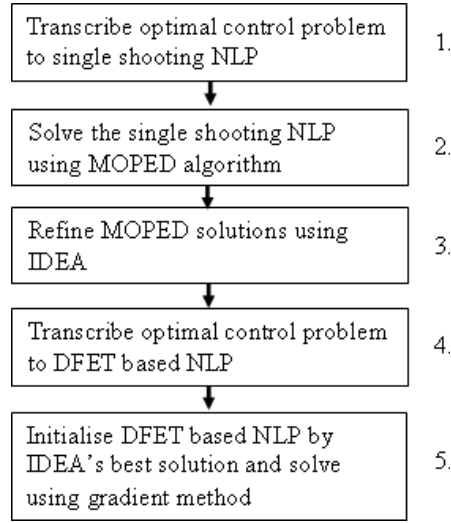 Transcribe optimal control problem
to single shooting NLP
1.
Solve the single shooting NLP
using MOPED algorithm
2.
Refine MOPED solutions using
IDEA
3.
Transcribe optimal control problem
to DFET based NLP
4.
Initialise DFET based NLP by
IDEA's best solution and solve
using gradient method
5.